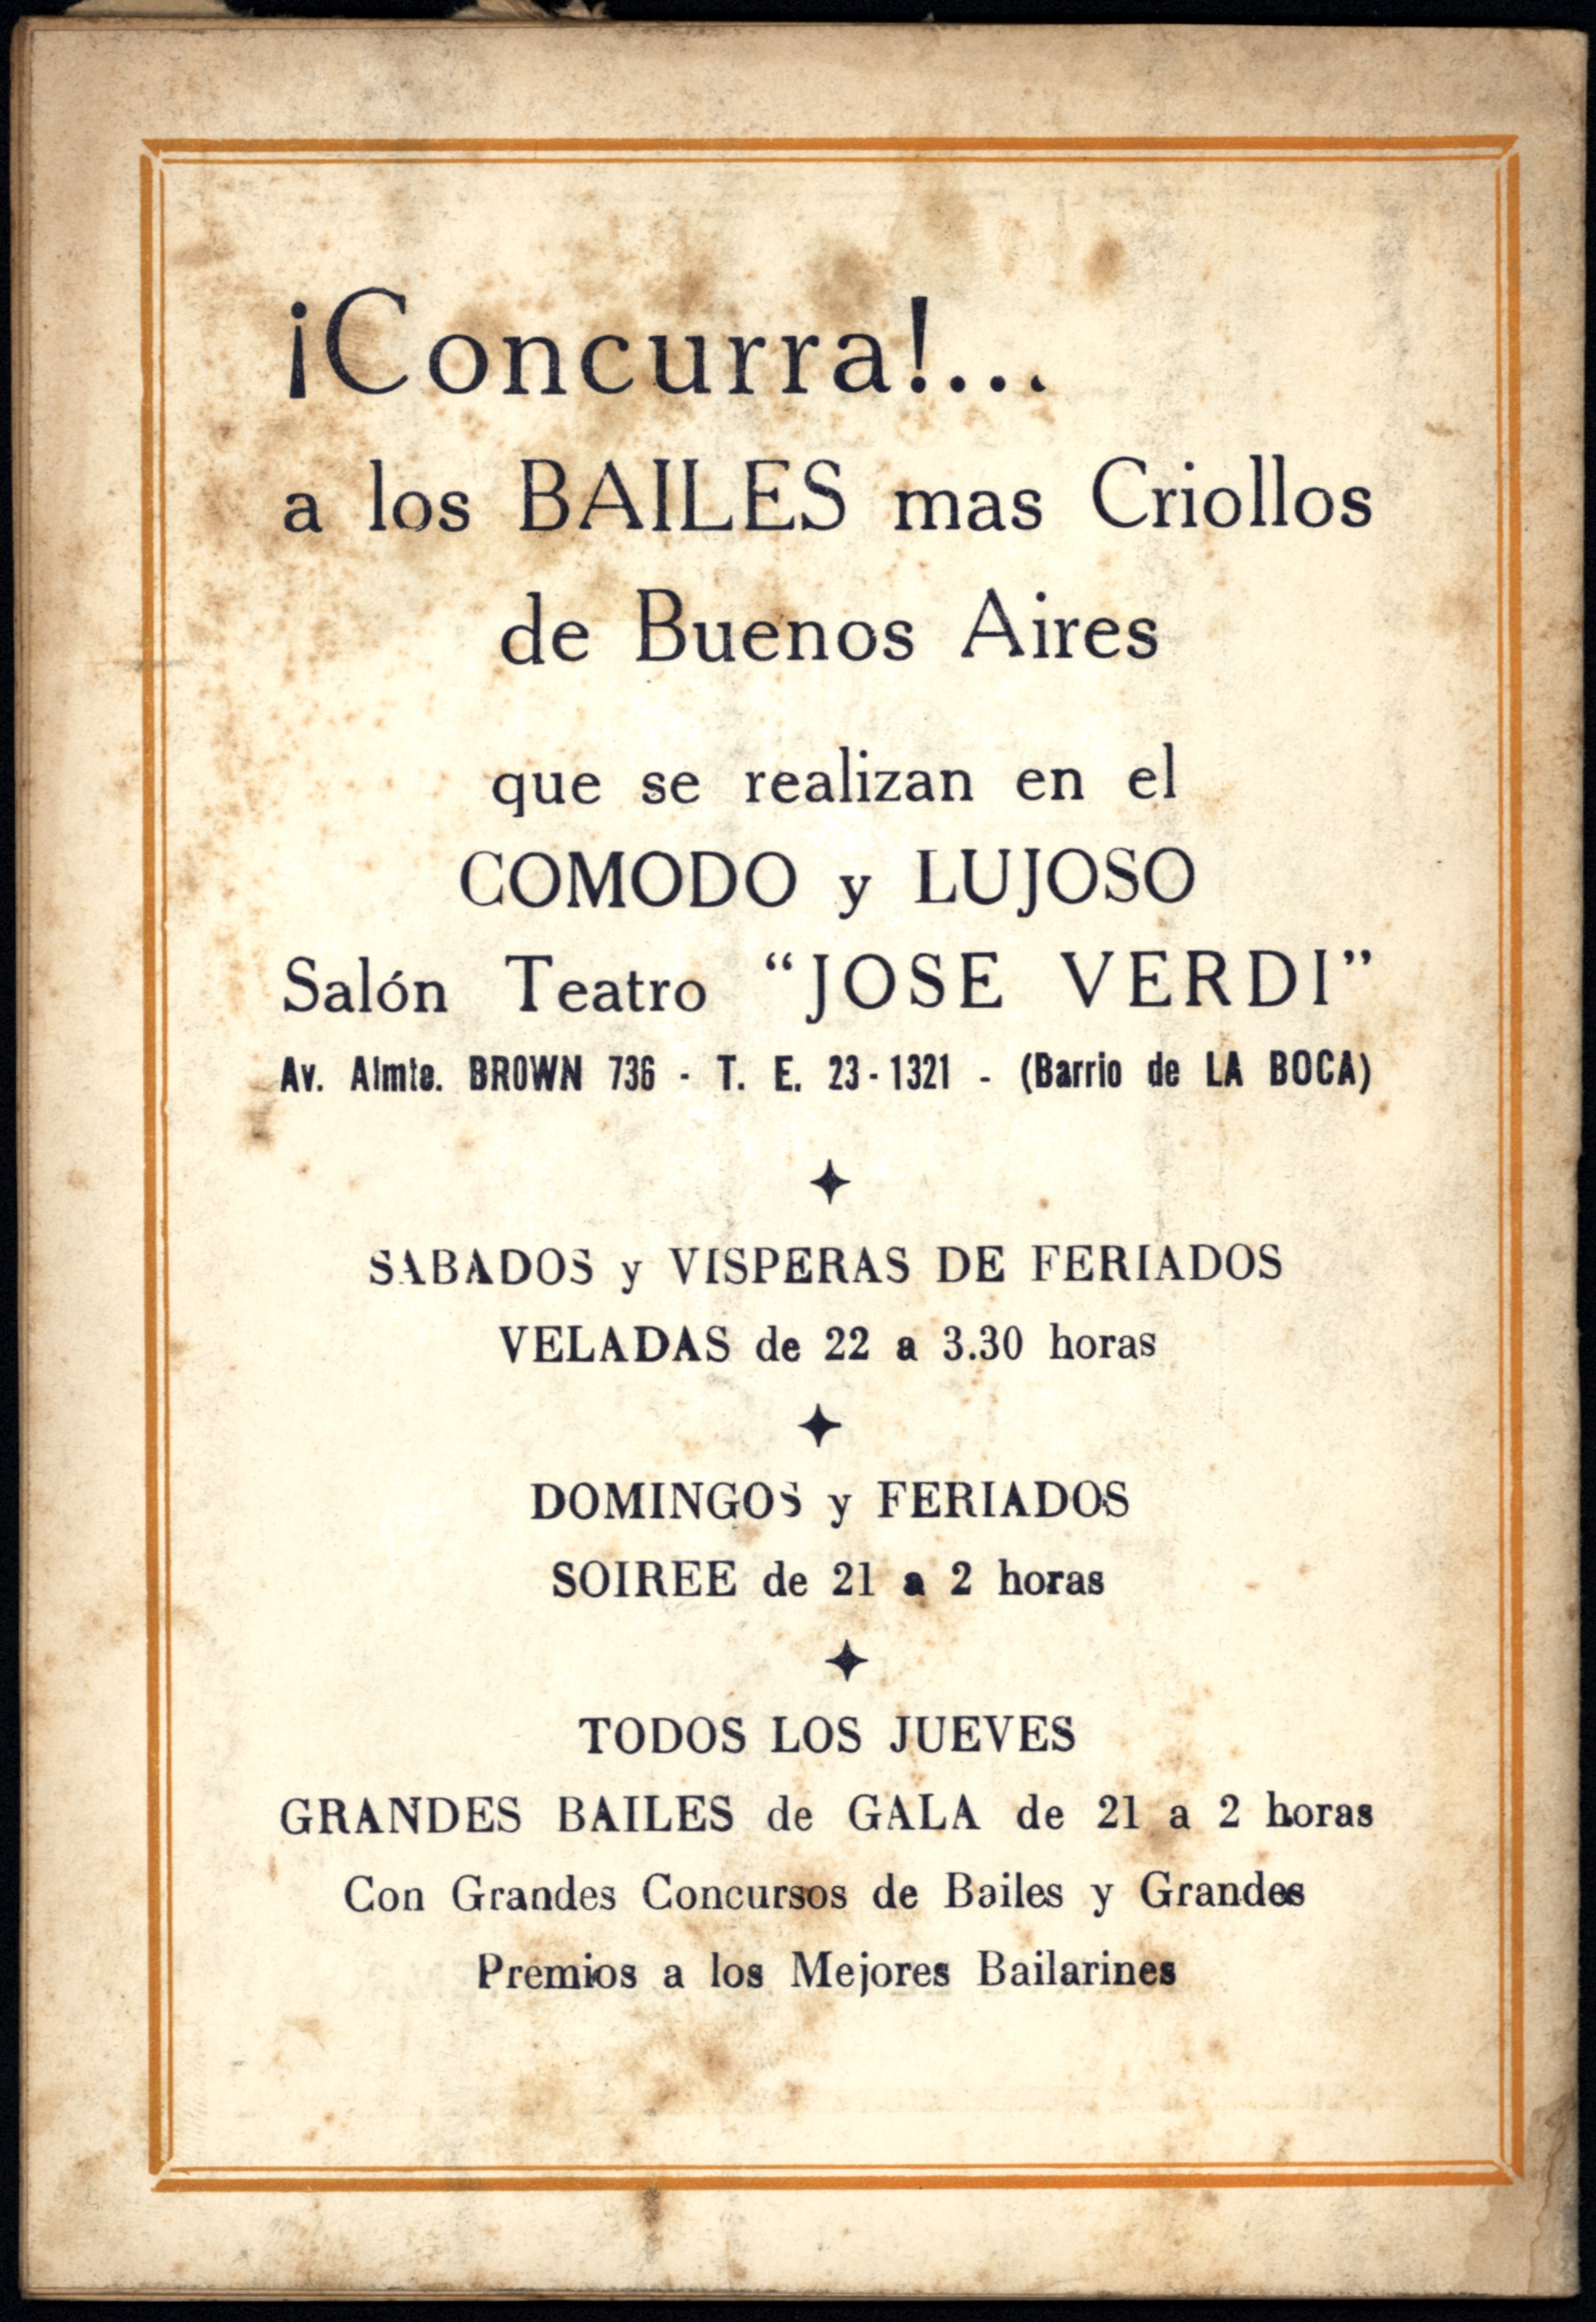 ¡Concurra!...
a los BAILES mas Criollos
de Buenos Aires
que se realizan en el
COMODO y LUJOSO
Salón Teatro “JOSE VERDI”
Av. Almte. BROWN 736 - T. E. 23-1321 - (Barrio de LA BOCA)
SABADOS y VISPERAS DE FERIADOS
VELADAS de 22 a 3.30 horas
DOMINGOS y FERIADOS
SOIREE de 21 a 2 horas
TODOS LOS JUEVES
GRANDES BAILES de GALA de 21 a 2 horas
Con Grandes Concursos de Bailes y Grandes
Premios a los Mejores Bailarines